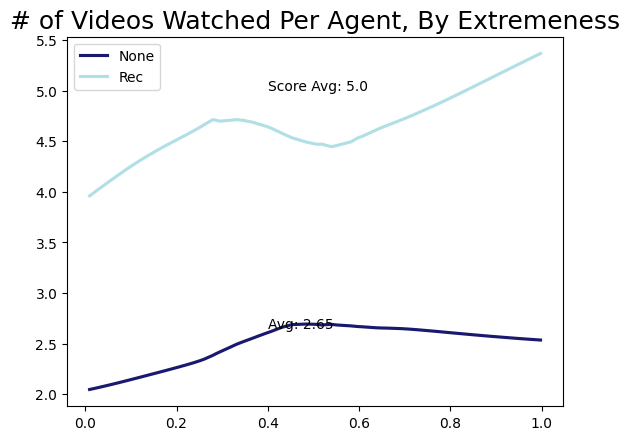 # of Videos Watched Per Agent, By Extremeness
None
Rec
Score Avg: 5.0
Avg: 2.65
5.5
5.0
4.5
4.0
3.5
3.0
2.5
2.0
0.0 0.2 0.4 0.6 0.8 1.0